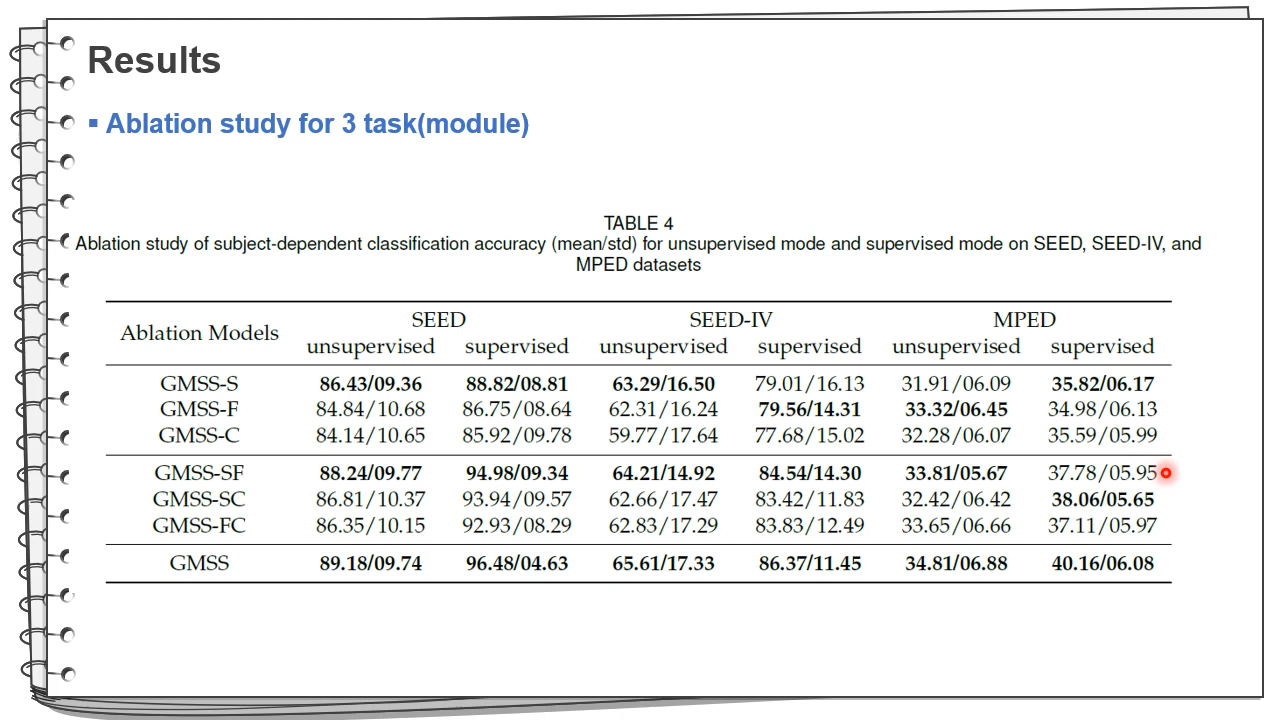 Results
▪ Ablation study for 3 task(module)
TABLE 4
Ablation study of subject-dependent classification accuracy (mean/std) for unsupervised mode and supervised mode on SEED, SEED-IV, and
MPED datasets
Ablation Models SEED SEED-IV MPED
unsupervised supervised unsupervised supervised unsupervised supervised
GMSS-S 86.43/09.36 88.82/08.81 63.29/16.50 79.01/16.13 31.91/06.09 35.82/06.17
GMSS-F 84.84/10.68 86.75/08.64 62.31/16.24 79.56/14.31 33.32/06.45 34.98/06.13
GMSS-C 84.14/10.65 85.92/09.78 59.77/17.64 77.68/15.02 32.28/06.07 35.59/05.99
GMSS-SF 88.24/09.77 94.98/09.34 64.21/14.92 84.54/14.30 33.81/05.67 37.78/05.95
GMSS-SC 86.81/10.37 93.94/09.57 62.66/17.47 83.42/11.83 32.42/06.42 38.06/05.65
GMSS-FC 86.35/10.15 92.93/08.29 62.83/17.29 83.83/12.49 33.65/06.66 37.11/05.97
GMSS 89.18/09.74 96.48/04.63 65.61/17.33 86.37/11.45 34.81/06.88 40.16/06.08